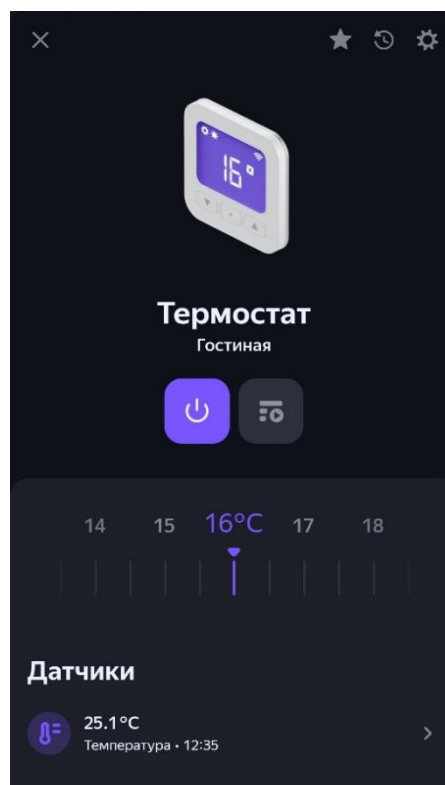 16°
Термостат
Гостиная
14 15 16°C 17 18
Датчики
25.1°C
Температура • 12:35